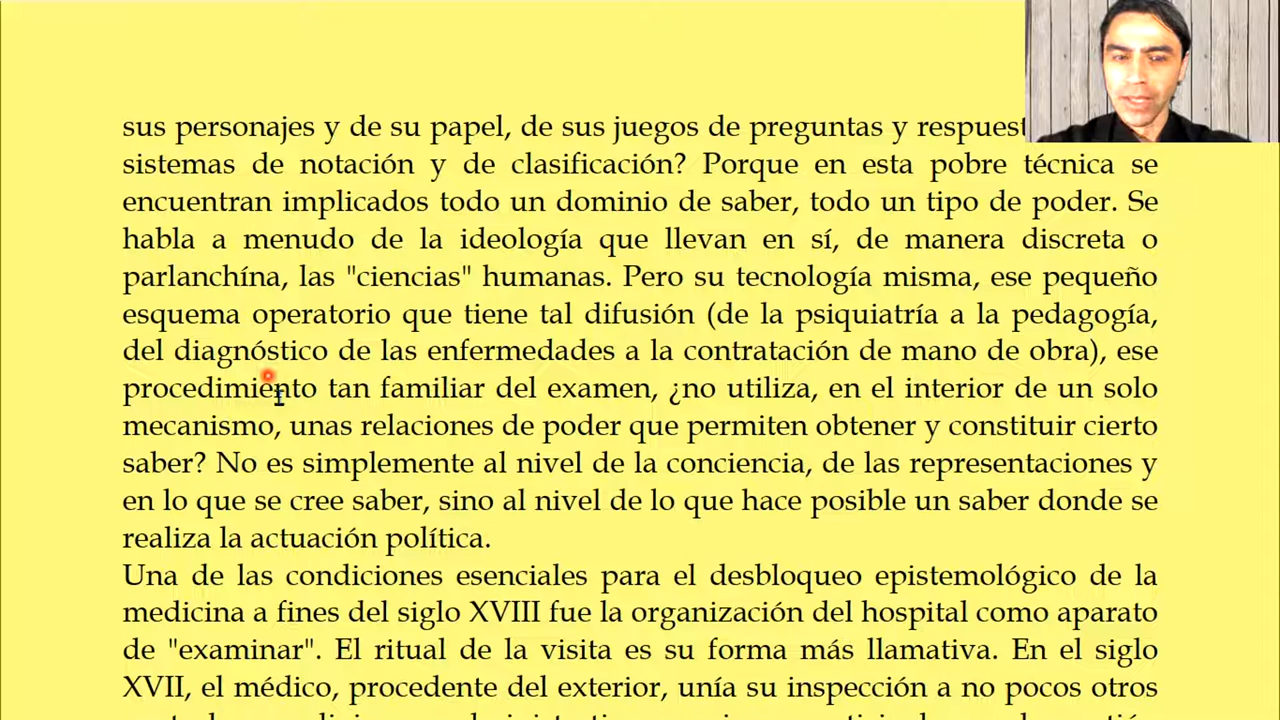 sus personajes y de su papel, de sus juegos de preguntas y
sistemas de notación y de clasificación? Porque en esta pobre técnica se
encuentran implicados todo un dominio de saber, todo un tipo de poder. Se
habla a menudo de la ideología que llevan en sí, de manera discreta o
parlanchína, las "ciencias" humanas. Pero su tecnología misma, ese pequeño
esquema operatorio que tiene tal difusión (de la psiquiatría a la pedagogía,
del diagnóstico de las enfermedades a la contratación de mano de obra), ese
procedimiento tan familiar del examen, ¿no utiliza, en el interior de un solo
mecanismo, unas relaciones de poder que permiten obtener y constituir cierto
saber? No es simplemente al nivel de la conciencia, de las representaciones y
en lo que se cree saber, sino al nivel de lo que hace posible un saber donde se
realiza la actuación política.
Una de las condiciones esenciales para el desbloqueo epistemológico de la
medicina a fines del siglo XVIII fue la organización del hospital como aparato
de "examinar". El ritual de la visita es su forma más llamativa. En el siglo
XVII, el médico, procedente del exterior, unía su inspección a no pocos otros